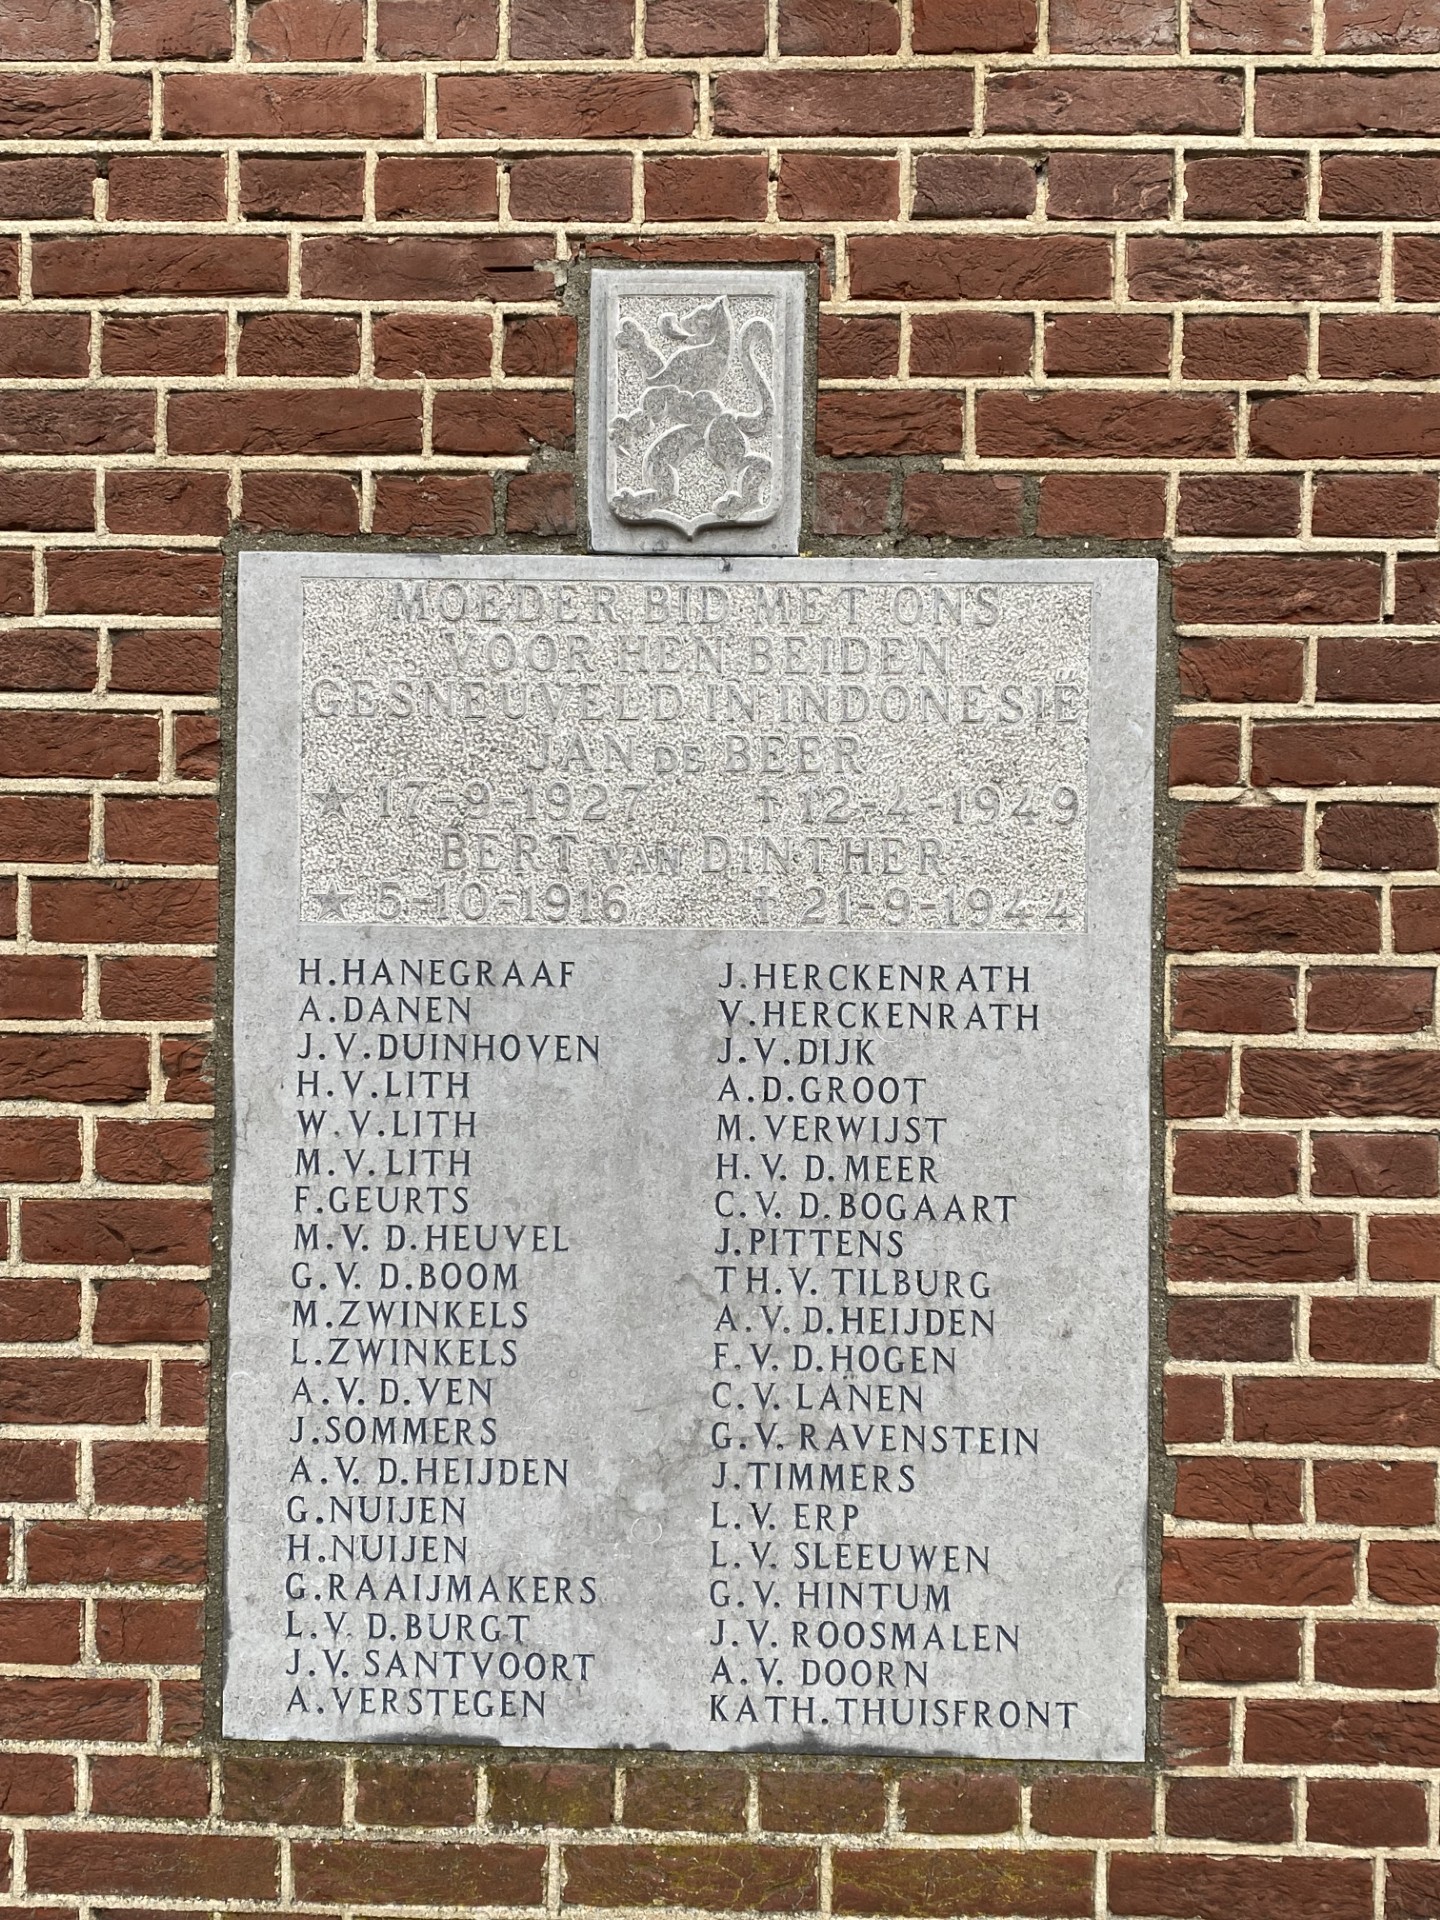 MOEDER BID MET ONS
VOOR HEN BEIDEN
GESNEUVELD IN INDONESIË
JAN DE BEER
★ 17-9-1927 † 12-4-1949
BERT VAN DINTHER
★ 5-10-1916 † 21-9-1944
H.HANEGRAAF
A.DANEN
J.V.DUINHOVEN
H.V.LITH
W.V.LITH
M.V.LITH
F.GEURTS
M.V.D.HEUVEL
G.V.D.BOOM
M.ZWINKELS
L.ZWINKELS
A.V.D.VEN
J.SOMMERS
A.V.D.HEIJDEN
G.NUIJEN
H.NUIJEN
G.RAAIJMAKERS
L.V.D.BURGT
J.V.SANTVOORT
A.VERSTEGEN
J.HERCKENRATH
V.HERCKENRATH
J.V.DIJK
A.D.GROOT
M.VERWIJST
H.V.D.MEER
C.V.D.BOGAART
J.PITTENS
TH.V.TILBURG
A.V.D.HEIJDEN
F.V.D.HOGEN
C.V.LANEN
G.V.RAVENSTEIN
J.TIMMERS
L.V.ERP
L.V.SLEEUWEN
G.V.HINTUM
J.V.ROOSMALEN
A.V.DOORN
KATH.THUISFRONT